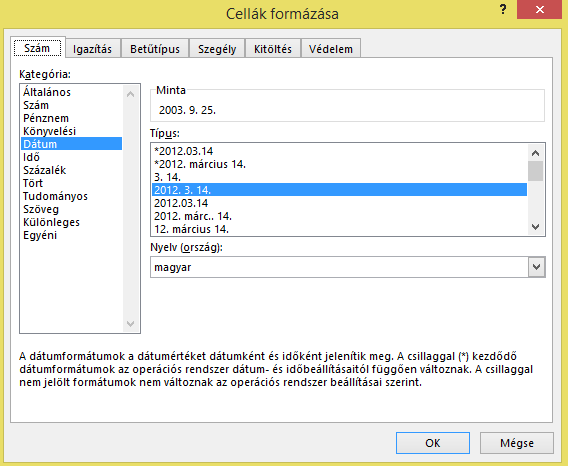 Cellák formázása
?
Szám Igazítás Betűtípus Szegély Kitöltés Védelem
Kategória:
Általános
Szám
Pénznem
Könyvelési
Dátum
Idő
Százalék
Tört
Tudományos
Szöveg
Különleges
Egyéni
Minta
2003. 9. 25.
Típus:
*2012.03.14
*2012. március 14.
3. 14.
2012. 3. 14.
2012.03.14
2012. márc.. 14.
12. március 14.
Nyelv (ország):
magyar
A dátumformátumok a dátumértéket dátumként és időként jelenítik meg. A csillaggal (*) kezdődő
dátumformátumok az operációs rendszer dátum- és időbeállításaitól függően változnak. A csillaggal
nem jelölt formátumok nem változnak az operációs rendszer beállításai szerint.
OK Mégse